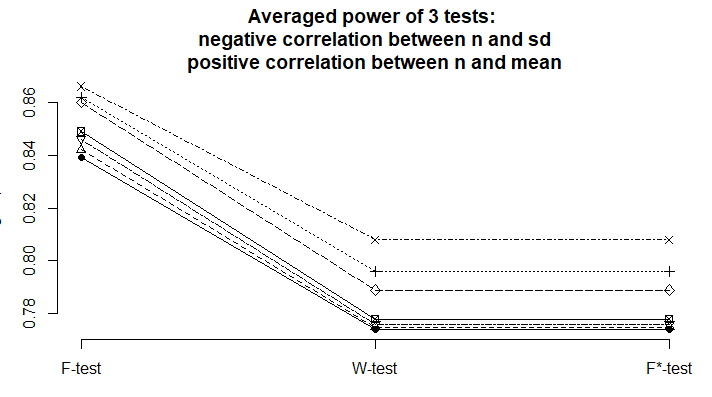 Averaged power of 3 tests:
negative correlation between n and sd
positive correlation between n and mean
0.86
0.84
0.82
0.80
0.78
F-test
W-test
F*-test